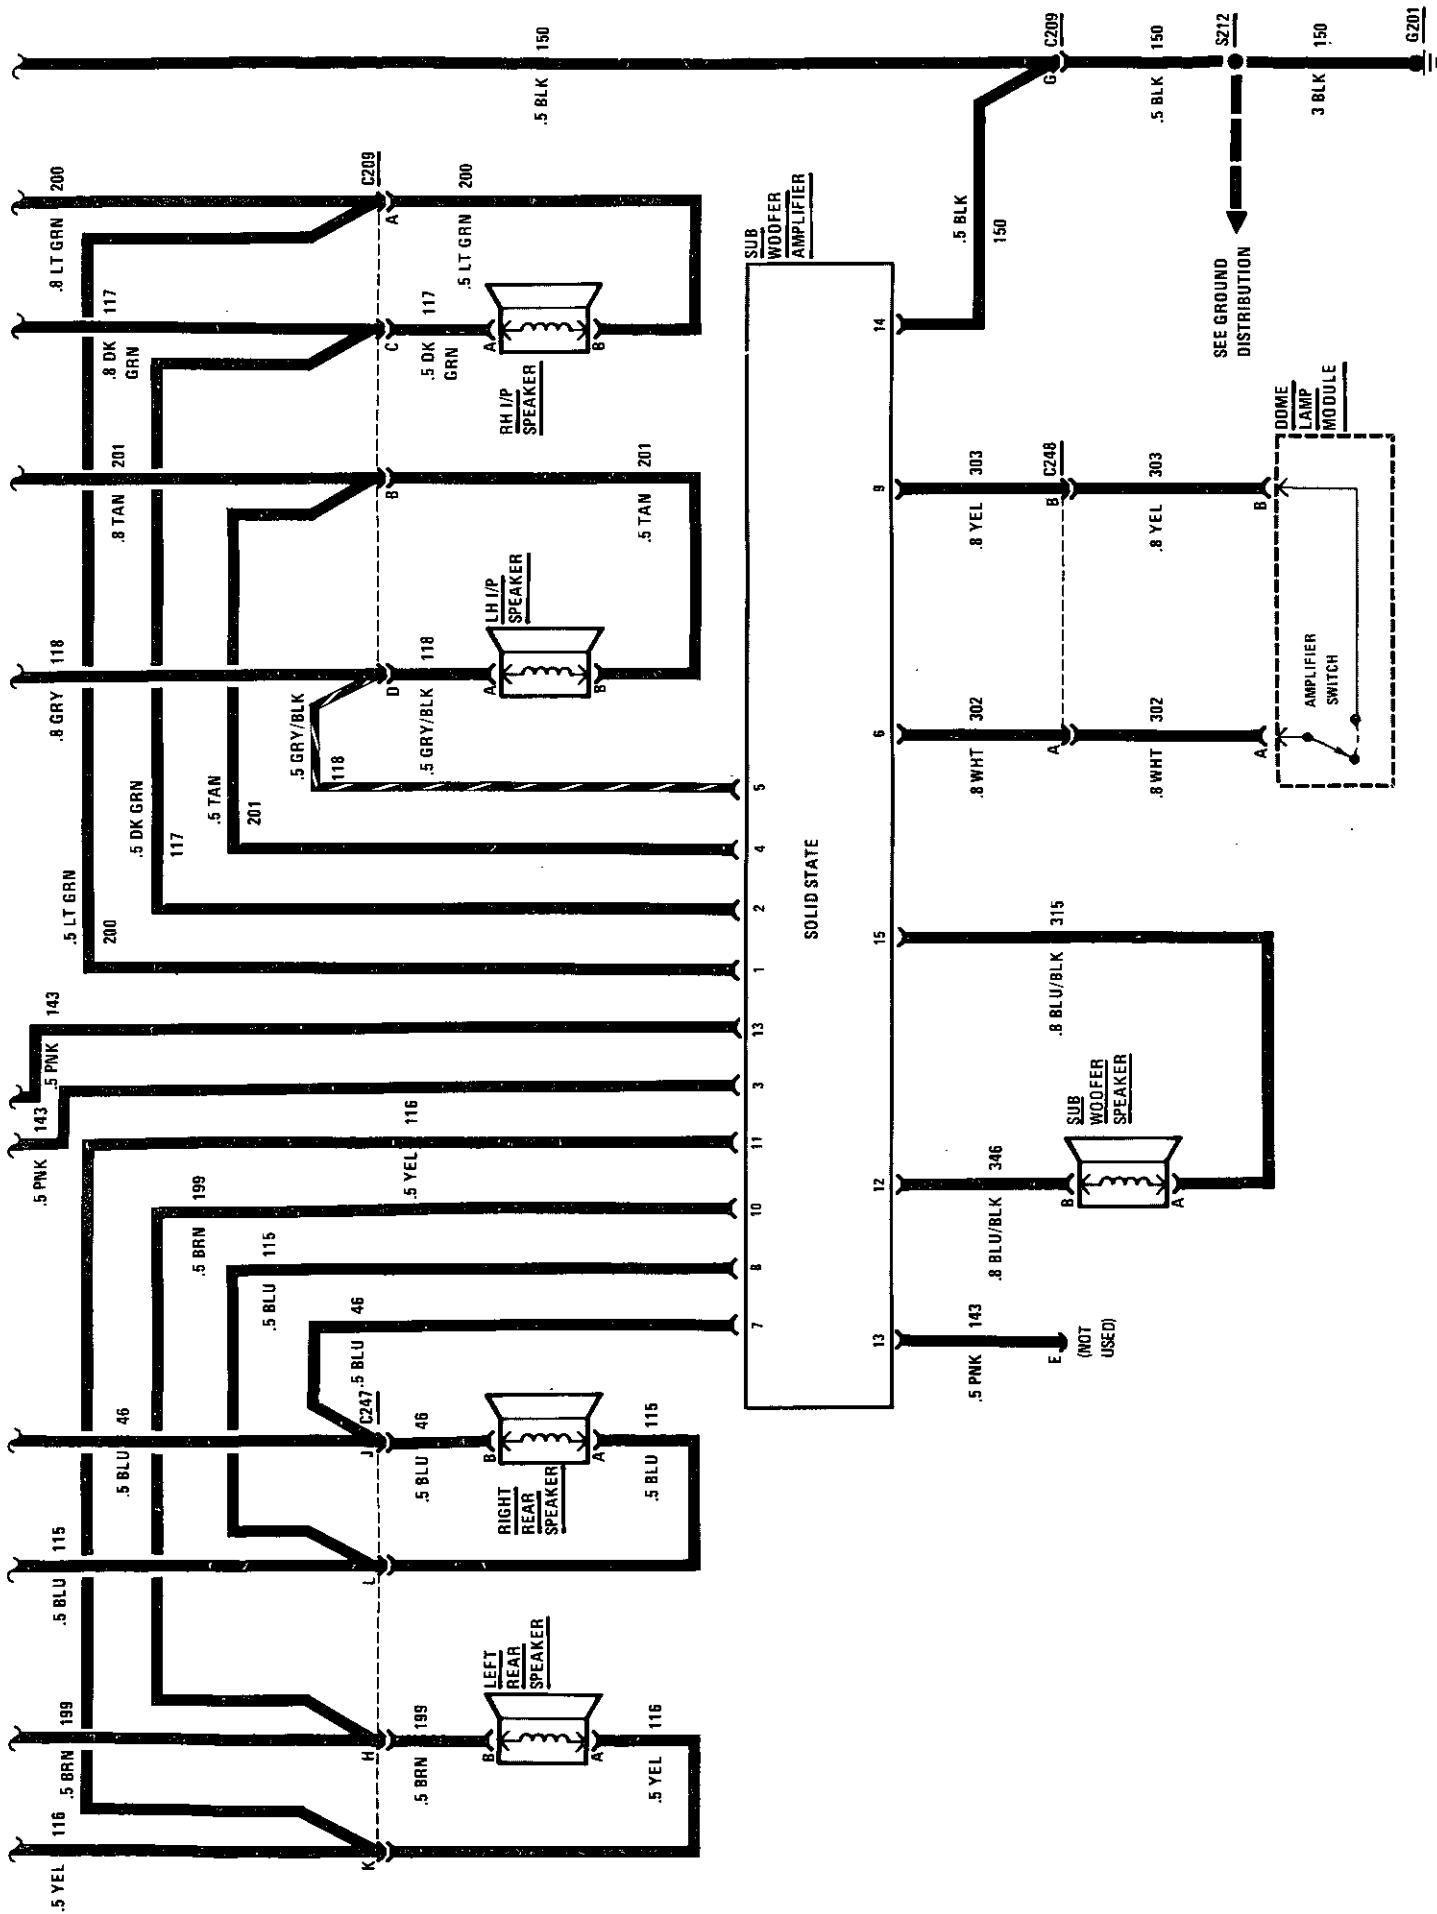 .5 YEL
116
.5 BRN
199
.5 BLU
115
.5 BLU
46
.5 PNK
143
.5 PNK
143
.5 LT GRN
200
.5 DK GRN
117
.5 TAN
201
.8 GRY
118
.8 TAN
201
.8 DK
GRN
117
.8 LT GRN
200
.5 BLK
150
.5 BRN
199
.5 BLU
115
.5 BLU
46
.5 YEL
116
.5 GRY/BLK
118
K
H
L
J
C247
D
B
C
A
C209
.5 BRN
199
.5 BLU
46
.5 GRY/BLK
118
.5 DK
GRN
117
.5 LT GRN
200
B
A
LEFT
REAR
SPEAKER
B
A
RIGHT
REAR
SPEAKER
A
B
LH I/P
SPEAKER
A
B
RH I/P
SPEAKER
.5 YEL
116
.5 BLU
115
.5 TAN
201
7
8
10
11
3
13
1
2
4
5
SUB
WOOFER
AMPLIFIER
SOLID STATE
13
12
15
6
9
14
.5 PNK
143
E
(NOT
USED)
.8 BLU/BLK
346
B
A
SUB
WOOFER
SPEAKER
.8 BLU/BLK
315
.8 WHT
302
.8 YEL
303
A
B
C248
.8 WHT
302
.8 YEL
303
A
B
DOME
LAMP
MODULE
AMPLIFIER
SWITCH
.5 BLK
150
G
C209
.5 BLK
150
S212
SEE GROUND
DISTRIBUTION
3 BLK
150
G201